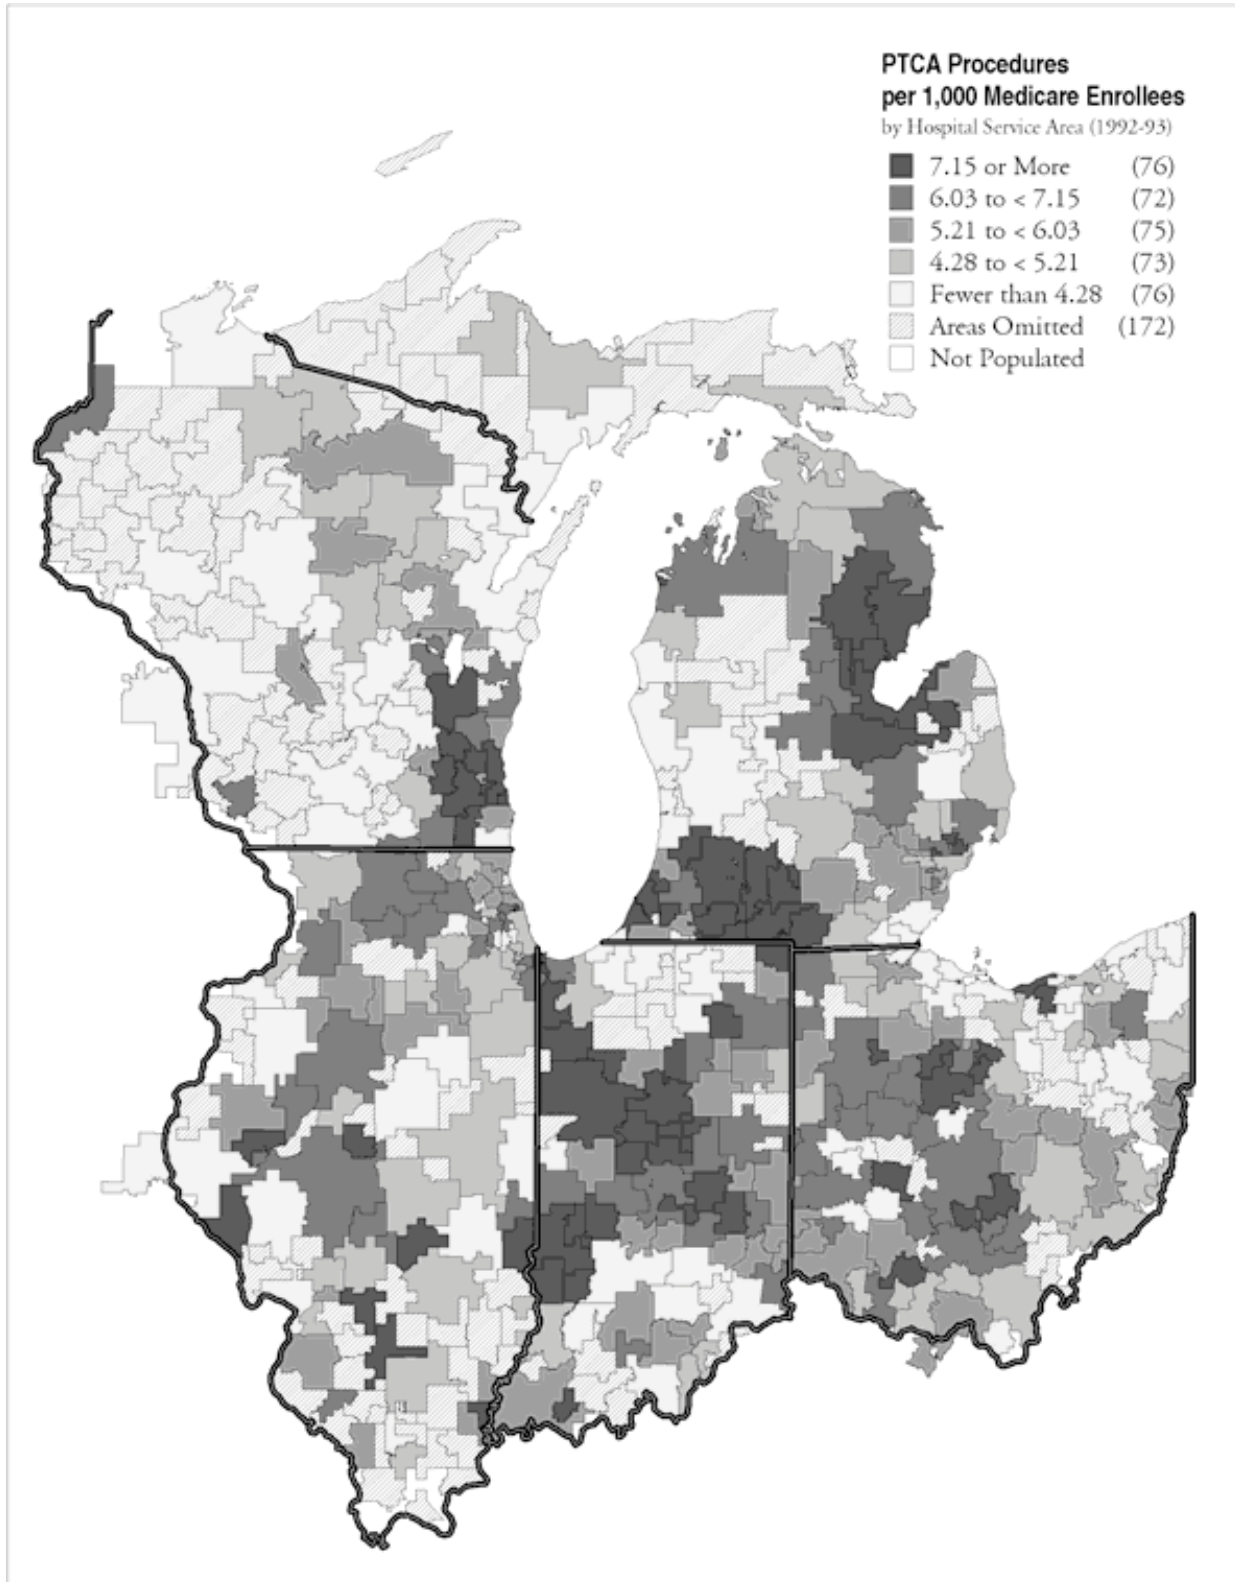 PTCA Procedures
per 1,000 Medicare Enrollees
by Hospital Service Area (1992-93)
7.15 or More (76)
6.03 to < 7.15 (72)
5.21 to < 6.03 (75)
4.28 to < 5.21 (73)
Fewer than 4.28 (76)
Areas Omitted (172)
Not Populated